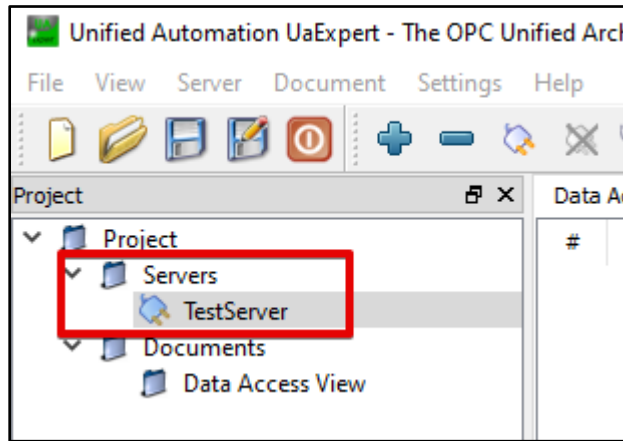 Unified Automation UaExpert - The OPC Unified Arc
File View Server Document Settings Help
Project
Data A
#
Project
Servers
TestServer
Documents
Data Access View